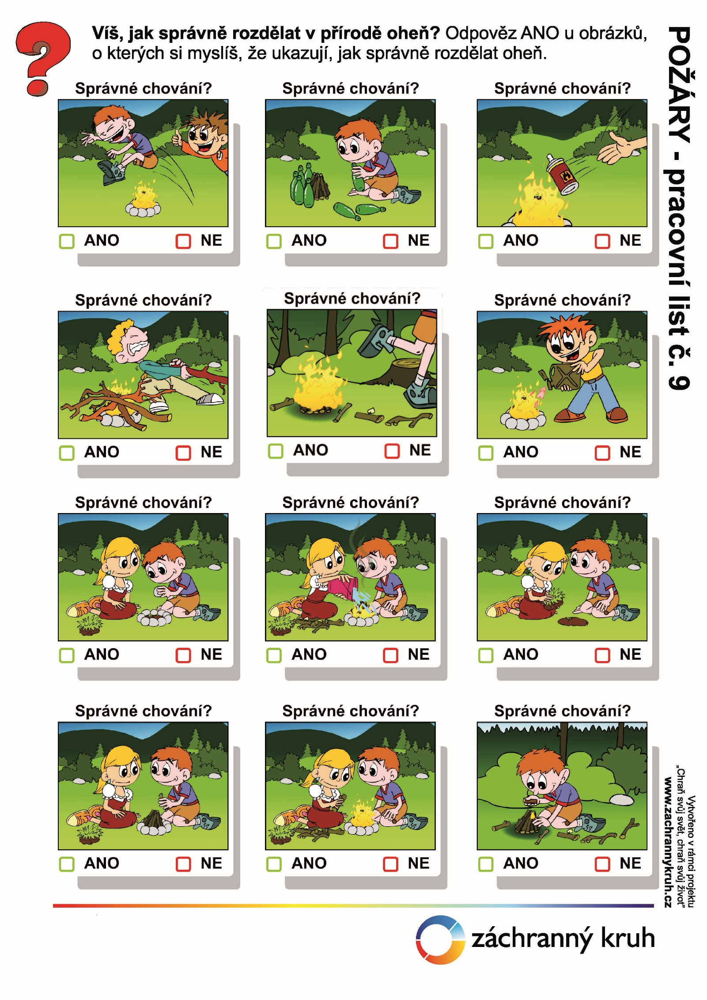 Víš, jak správně rozdělat v přírodě oheň? Odpověz ANO u obrázků,
o kterých si myslíš, že ukazují, jak správně rozdělat oheň.
POŽÁRY - pracovní list č. 9
Správné chování?
ANO NE
Správné chování?
ANO NE
Správné chování?
ANO NE
Správné chování?
ANO NE
Správné chování?
ANO NE
Správné chování?
ANO NE
Správné chování?
ANO NE
Správné chování?
ANO NE
Správné chování?
ANO NE
Správné chování?
ANO NE
Správné chování?
ANO NE
Správné chování?
ANO NE
Vytvořeno v rámci projektu
„Chraň svůj svět, chraň svůj život”
www.zachrannykruh.cz
záchranný kruh